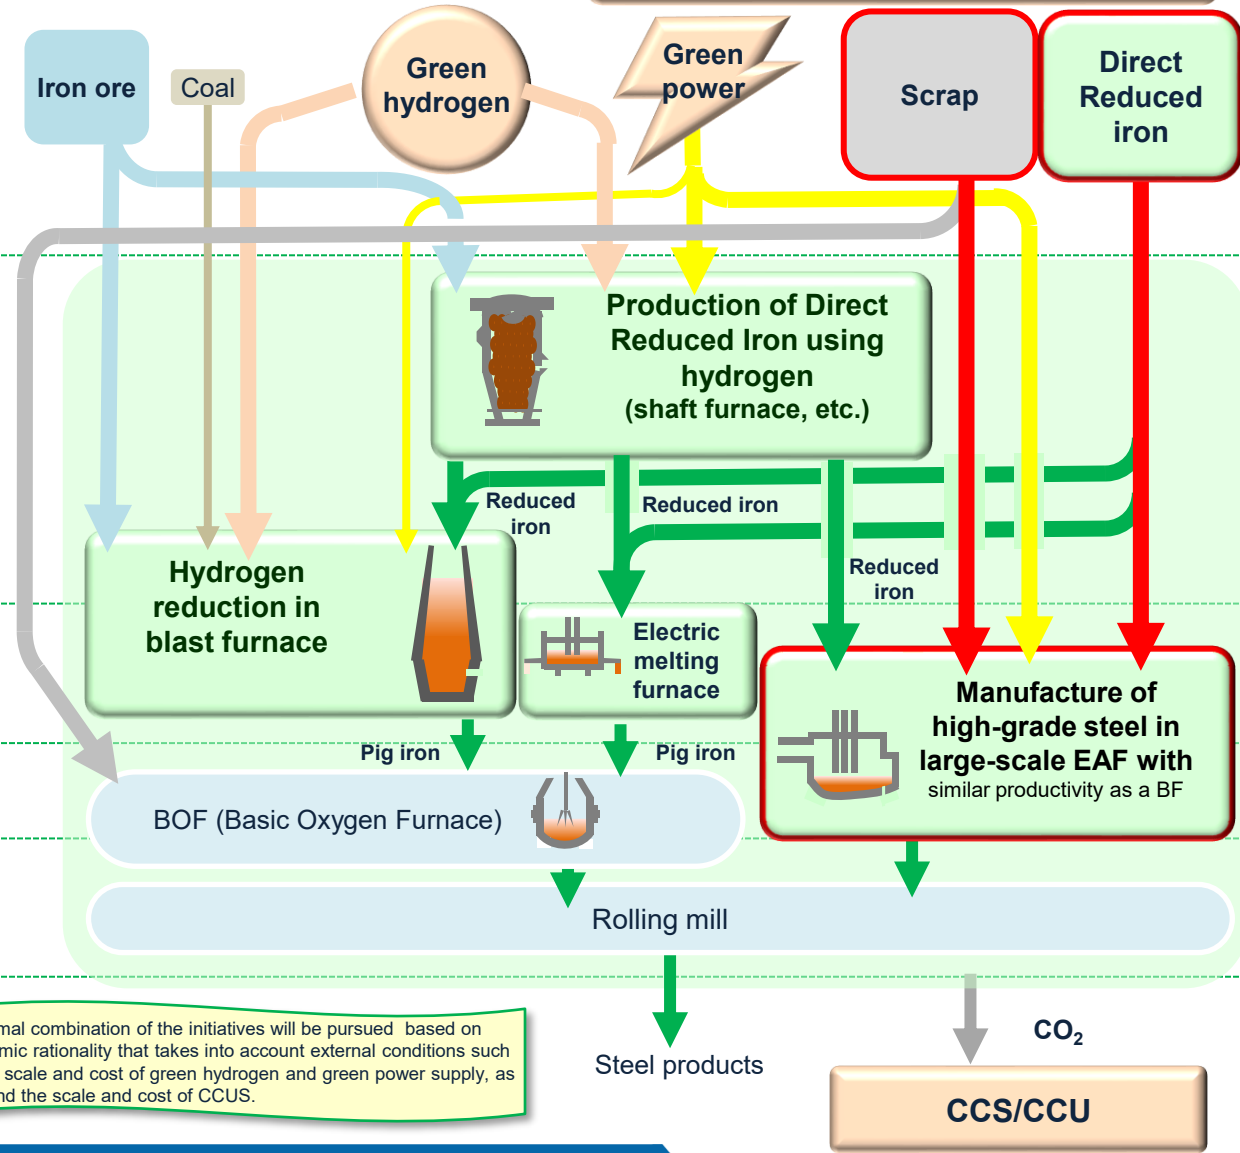 Iron ore
Coal
Green
hydrogen
Green
power
Scrap
Direct
Reduced
iron
Production of Direct
Reduced Iron using
hydrogen
(shaft furnace, etc.)
Reduced
iron
Reduced iron
Reduced
iron
Hydrogen
reduction in
blast furnace
Electric
melting
furnace
Manufacture of
high-grade steel in
large-scale EAF with
similar productivity as a BF
Pig iron
Pig iron
BOF (Basic Oxygen Furnace)
Rolling mill
combination of the initiatives will be pursued based on
rationality that takes into account external conditions such
scale and cost of green hydrogen and green power supply, as
the scale and cost of CCUS.
Steel products
CO₂
CCS/CCU